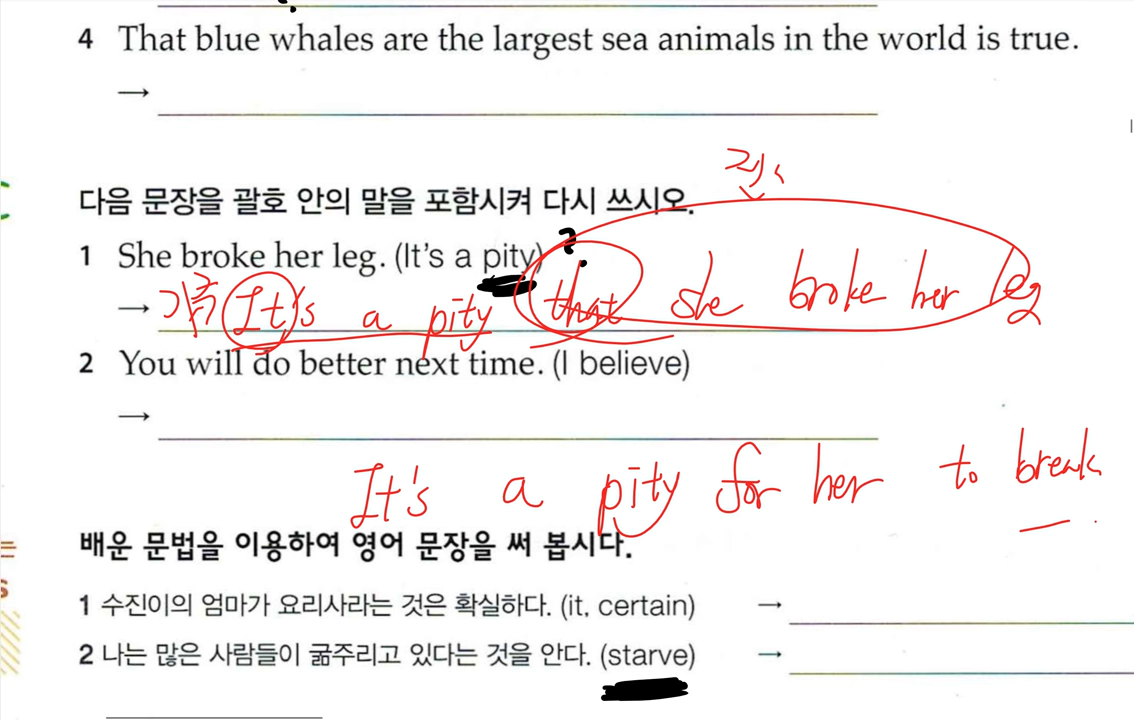 4 That blue whales are the largest sea animals in the world is true.
→
진주
다음 문장을 괄호 안의 말을 포함시켜 다시 쓰시오.
1 She broke her leg. (It's a pity) ?
→ 가주 It's a pity that she broke her leg
2 You will do better next time. (I believe)
→
It's a pity for her to break
배운 문법을 이용하여 영어 문장을 써 봅시다.
1 수진이의 엄마가 요리사라는 것은 확실하다. (it, certain) →
2 나는 많은 사람들이 굶주리고 있다는 것을 안다. (starve) →